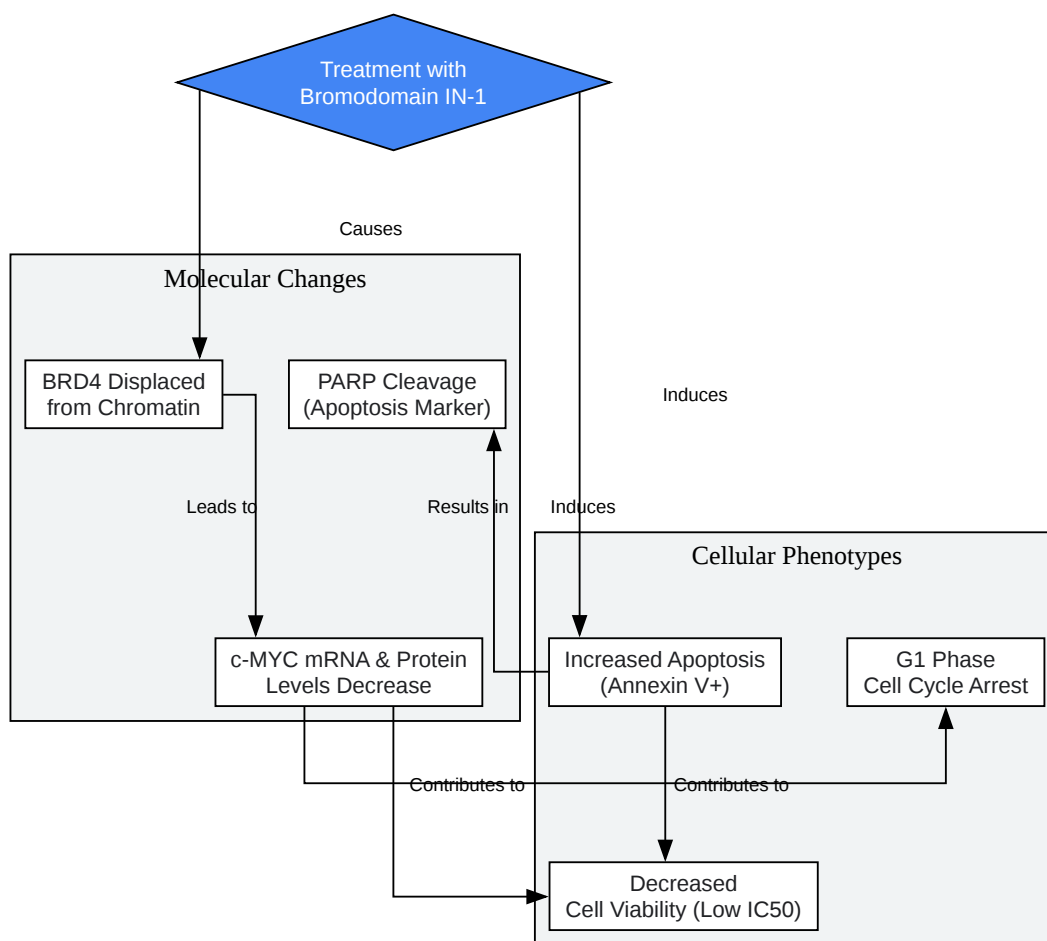 Treatment with
Bromodomain IN-1
Causes
Molecular Changes
BRD4 Displaced
from Chromatin
PARP Cleavage
(Apoptosis Marker)
Induces
Leads to
Results in
Induces
Cellular Phenotypes
c-MYC mRNA & Protein
Levels Decrease
Increased Apoptosis
(Annexin V+)
G1 Phase
Cell Cycle Arrest
Contributes to
Contributes to
Decreased
Cell Viability (Low IC50)